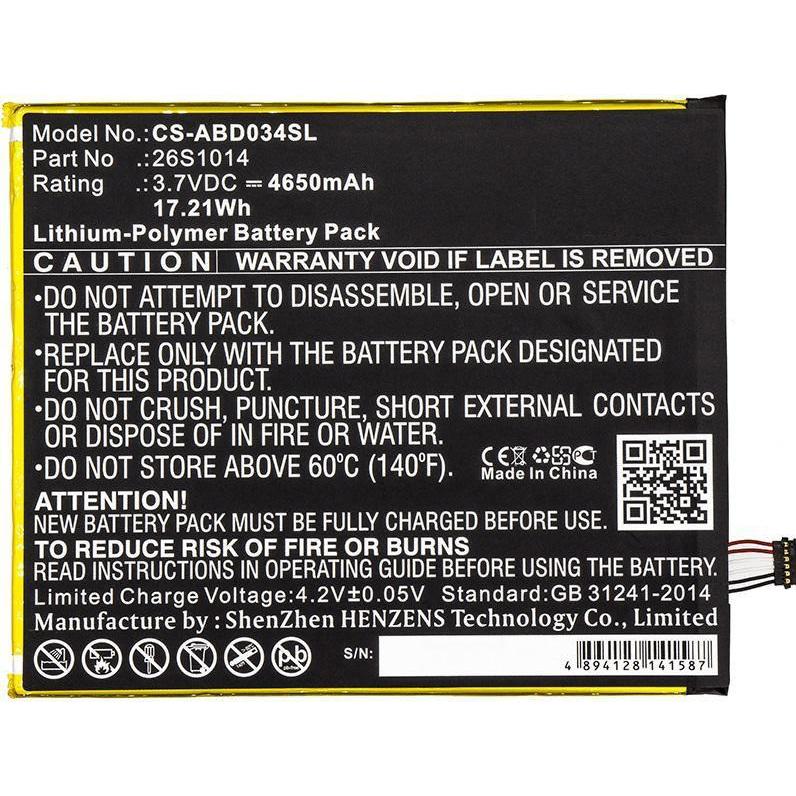 Model No.:CS-ABD034SL
Part No .:26S1014
Rating .:3.7VDC ⎓ 4650mAh
17.21Wh
Lithium-Polymer Battery Pack
CAUTION WARRANTY VOID IF LABEL IS REMOVED
•DO NOT ATTEMPT TO DISASSEMBLE, OPEN OR SERVICE
THE BATTERY PACK.
•REPLACE ONLY WITH THE BATTERY PACK DESIGNATED
FOR THIS PRODUCT.
•DO NOT CRUSH, PUNCTURE, SHORT EXTERNAL CONTACTS
OR DISPOSE OF IN FIRE OR WATER.
•DO NOT STORE ABOVE 60°C (140°F).
CE
Made in China
ATTENTION!
NEW BATTERY PACK MUST BE FULLY CHARGED BEFORE USE.
TO REDUCE RISK OF FIRE OR BURNS
READ INSTRUCTIONS IN OPERATING GUIDE BEFORE USING THE BATTERY.
Limited Charge Voltage:4.2V±0.05V Standard:GB 31241-2014
Manufacture by : ShenZhen HENZENS Technology Co., Limited
S/N:
4 894128 141587